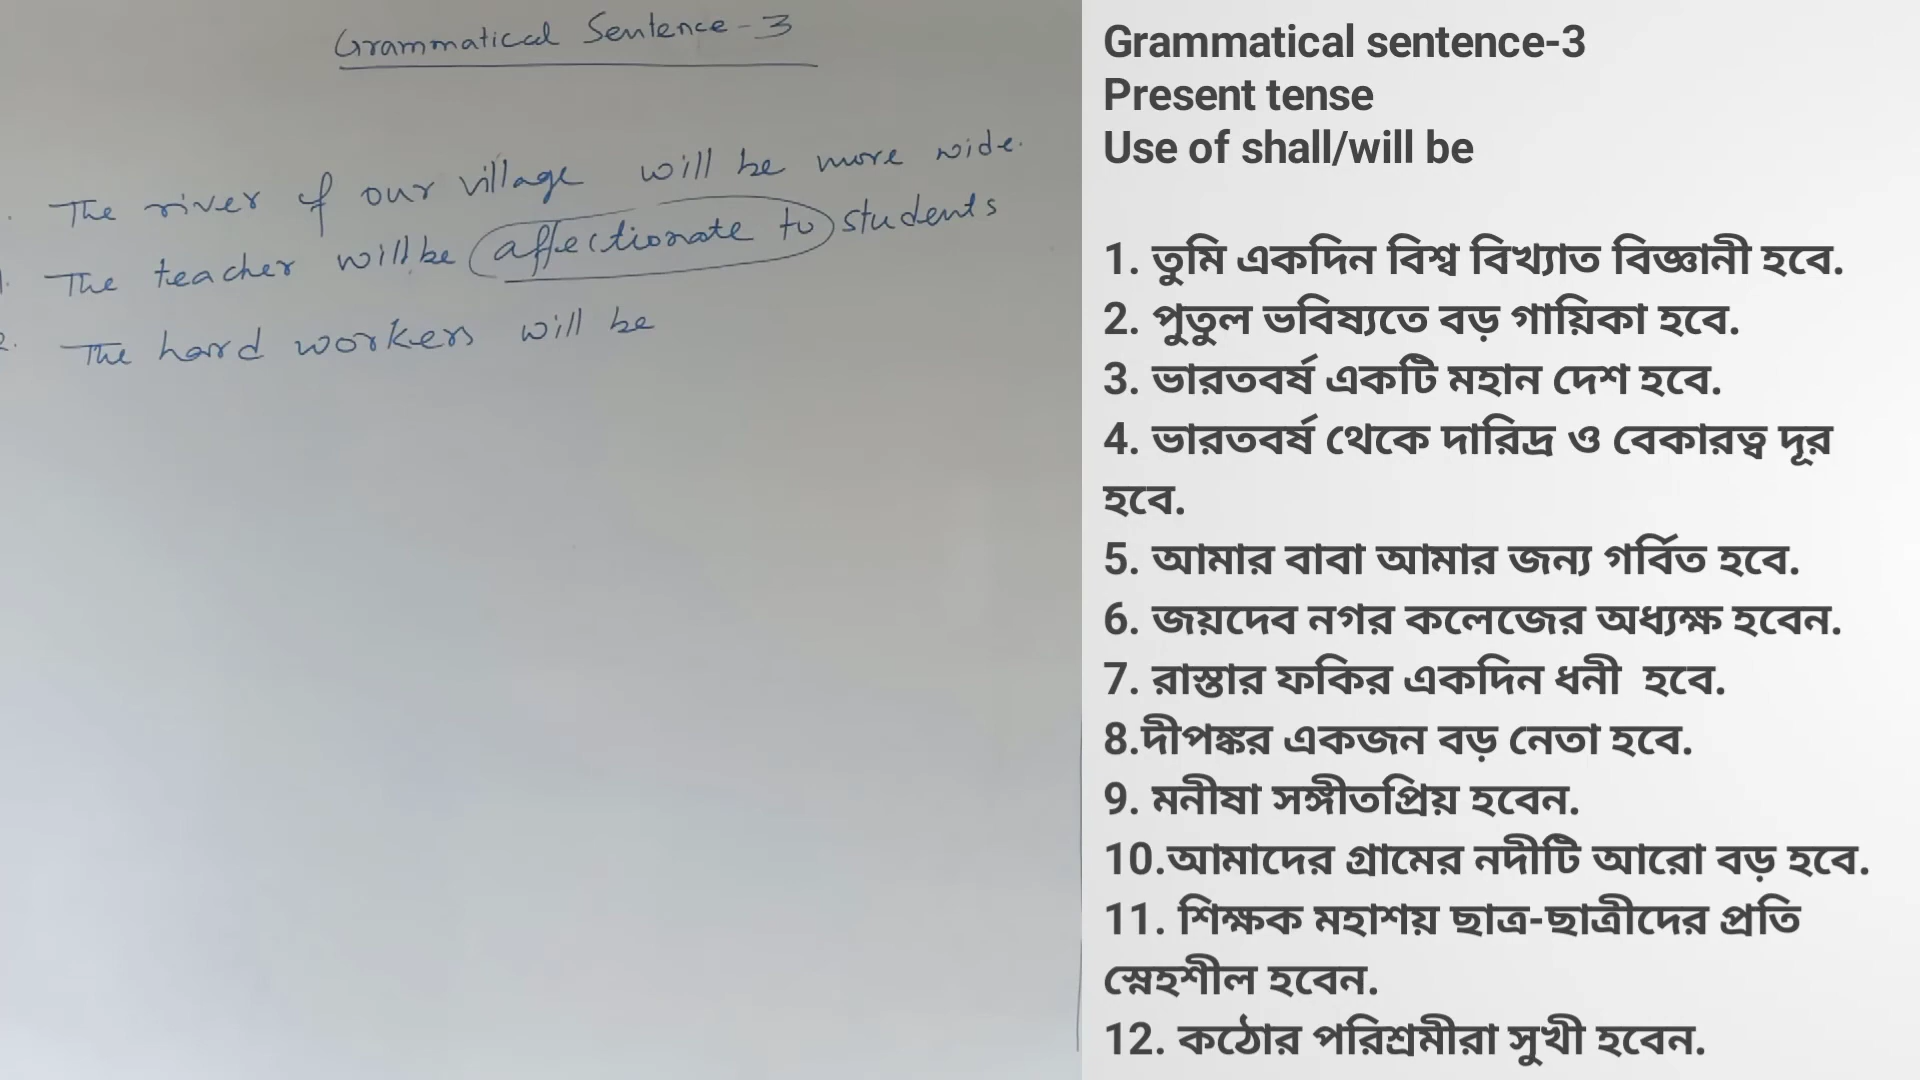 Grammatical Sentence-3
. The river of our village will be more wide.
1. The teacher will be affectionate to students
2. The hard workers will be
Grammatical sentence-3
Present tense
Use of shall/will be
1. তুমি একদিন বিশ্ব বিখ্যাত বিজ্ঞানী হবে.
2. পুতুল ভবিষ্যতে বড় গায়িকা হবে.
3. ভারতবর্ষ একটি মহান দেশ হবে.
4. ভারতবর্ষ থেকে দারিদ্র ও বেকারত্ব দূর
হবে.
5. আমার বাবা আমার জন্য গর্বিত হবে.
6. জয়দেব নগর কলেজের অধ্যক্ষ হবেন.
7. রাস্তার ফকির একদিন ধনী  হবে.
8.দীপঙ্কর একজন বড় নেতা হবে.
9. মনীষা সঙ্গীতপ্রিয় হবেন.
10.আমাদের গ্রামের নদীটি আরো বড় হবে.
11. শিক্ষক মহাশয় ছাত্র-ছাত্রীদের প্রতি
স্নেহশীল হবেন.
12. কঠোর পরিশ্রমীরা সুখী হবেন.